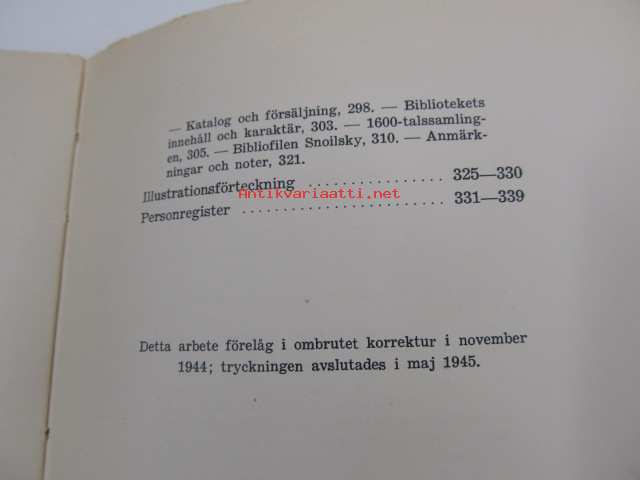 — Katalog och försäljning, 298. — Bibliotekets
innehåll och karaktär, 303. — 1600-talssamling-
en, 305. — Bibliofilen Snoilsky, 310. — Anmärk-
ningar och noter, 321.
Illustrationsförteckning ................ 325—330
Antikvariaatti.net
Personregister ........................ 331—339
Detta arbete förelåg i ombrutet korrektur i november
1944; tryckningen avslutades i maj 1945.